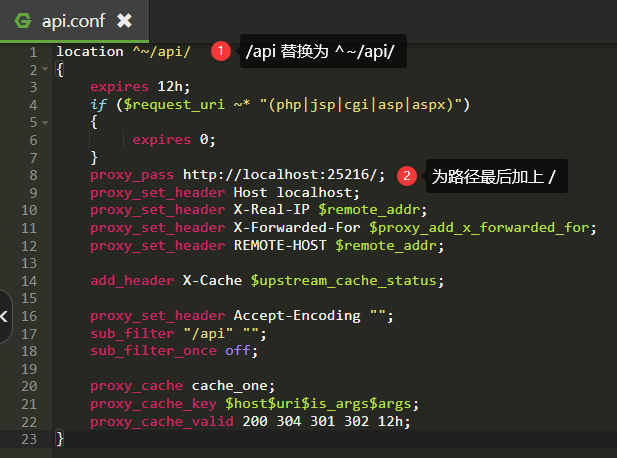 api.conf
1 location ^~/api/ 1 /api 替换为 ^~/api/
2 {
3 expires 12h;
4 if ($request_uri ~* "(php|jsp|cgi|asp|aspx)")
5 {
6 expires 0;
7 }
8 proxy_pass http://localhost:25216/; 2 为路径最后加上 /
9 proxy_set_header Host localhost;
10 proxy_set_header X-Real-IP $remote_addr;
11 proxy_set_header X-Forwarded-For $proxy_add_x_forwarded_for;
12 proxy_set_header REMOTE-HOST $remote_addr;
13
14 add_header X-Cache $upstream_cache_status;
15
16 proxy_set_header Accept-Encoding "";
17 sub_filter "/api" "";
18 sub_filter_once off;
19
20 proxy_cache cache_one;
21 proxy_cache_key $host$uri$is_args$args;
22 proxy_cache_valid 200 304 301 302 12h;
23 }